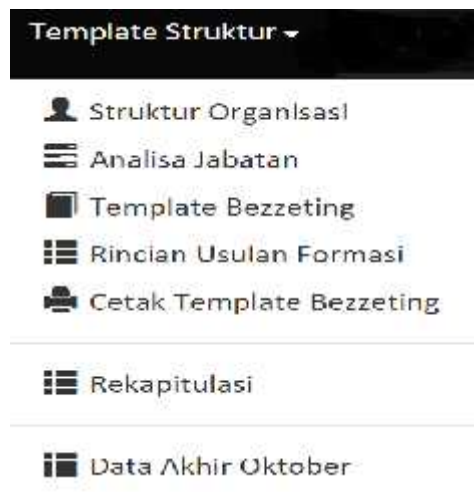 Template Struktur
Struktur Organisasi
Analisa Jabatan
Template Bezzeting
Rincian Usulan Formasi
Cetak Template Bezzeting
Rekapitulasi
Data Akhir Oktober